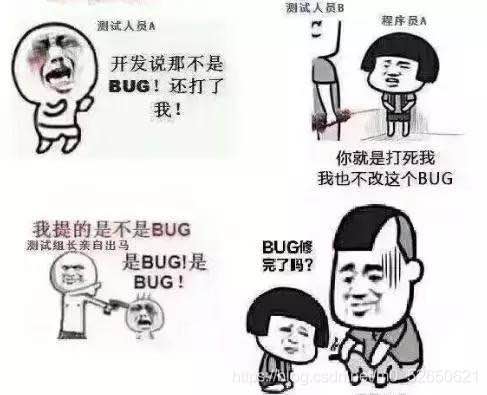 测试人员A
开发说那不是
BUG！还打了
我！
测试人员B
程序员A
你就是打死我
我也不改这个BUG
我提的是不是BUG
测试组长亲自出马
是BUG!是
BUG！
BUG修
完了吗？